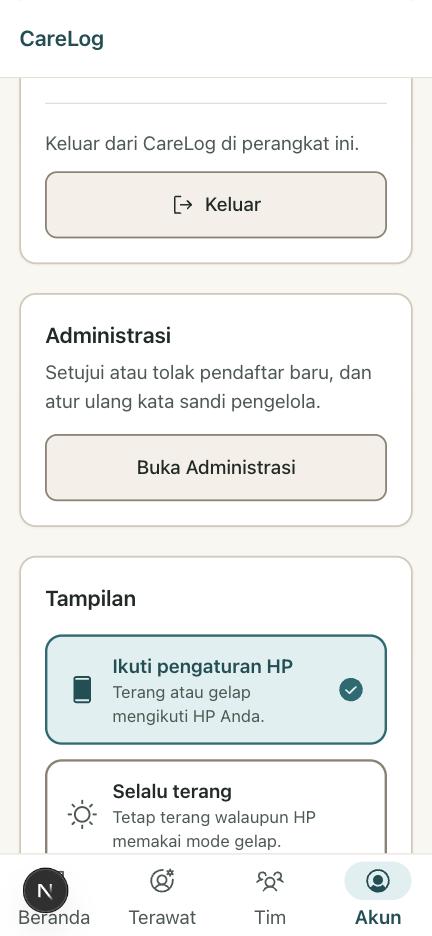 CareLog
Keluar dari CareLog di perangkat ini.
Keluar
Administrasi
Setujui atau tolak pendaftar baru, dan
atur ulang kata sandi pengelola.
Buka Administrasi
Tampilan
Ikuti pengaturan HP
Terang atau gelap
mengikuti HP Anda.
Selalu terang
Tetap terang walaupun HP
memakai mode gelap.
N
Beranda
Terawat
Tim
Akun